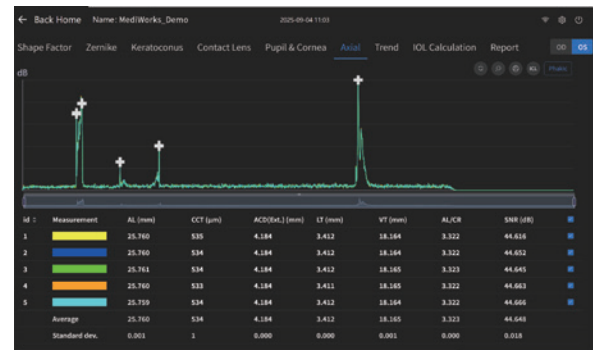 Back Home Name: MediWorks_Demo 2025-09-04 11:03
Shape Factor Zernike Keratoconus Contact Lens Pupil & Cornea Axial Trend IOL Calculation Report OD OS
dB Phakic
id Measurement AL (mm) CCT (μm) ACD(Ext.) (mm) LT (mm) VT (mm) AL/CR SNR (dB)
1 25.760 535 4.184 3.412 18.164 3.322 44.616
2 25.760 534 4.184 3.412 18.164 3.322 44.652
3 25.761 534 4.184 3.412 18.165 3.323 44.645
4 25.760 533 4.184 3.411 18.165 3.322 44.663
5 25.759 534 4.184 3.412 18.164 3.322 44.666
Average 25.760 534 4.184 3.412 18.165 3.323 44.648
Standard dev. 0.001 1 0.000 0.000 0.001 0.000 0.018